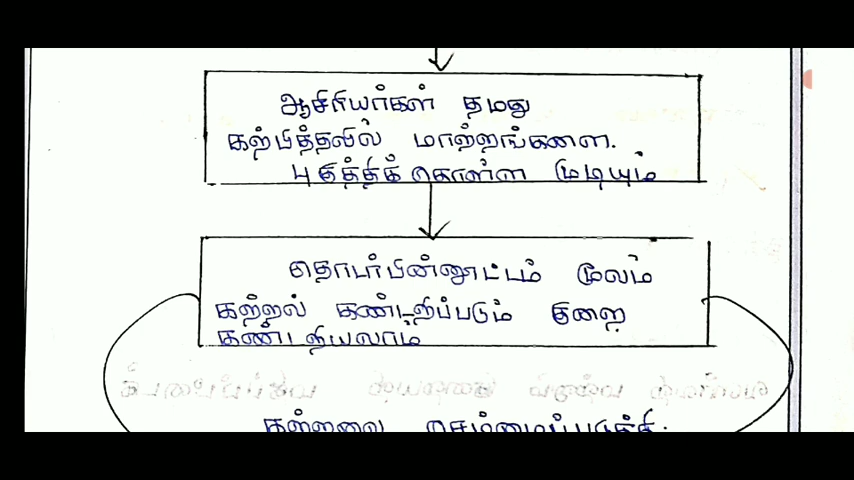 ஆசிரியர்கள் தமது
கற்பித்தலில் மாற்றங்களை.
புகுத்திக் கொள்ள முடியும்
தொடர்பின்னூட்டம் மூலம்
கற்றல் கண்டறிப்படும் குறை
கண்டறியலாம்
கற்றலை செம்மைப்படுத்தி.